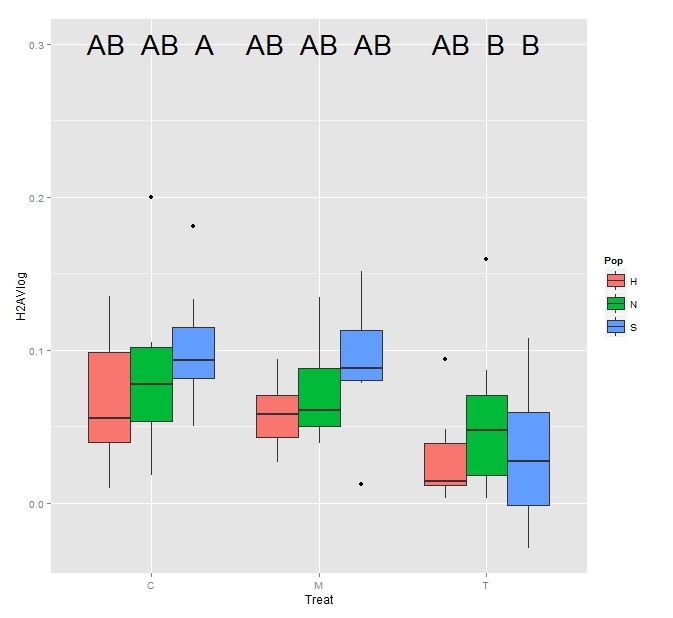 AB AB A AB AB AB AB B B
0.3
0.2
0.1
0.0
H2AVlog
C M T
Treat
Pop
H
N
S